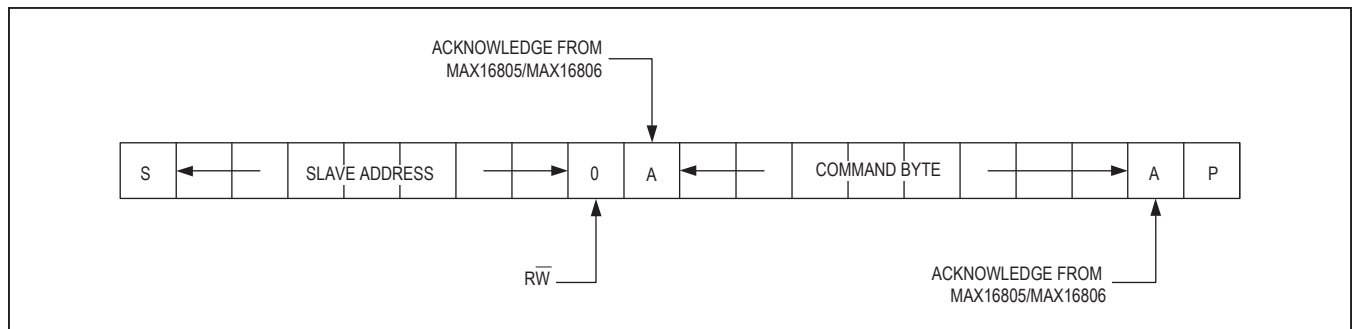 ACKNOWLEDGE FROM
MAX16805/MAX16806
S SLAVE ADDRESS 0 A COMMAND BYTE A P
RW̅
ACKNOWLEDGE FROM
MAX16805/MAX16806